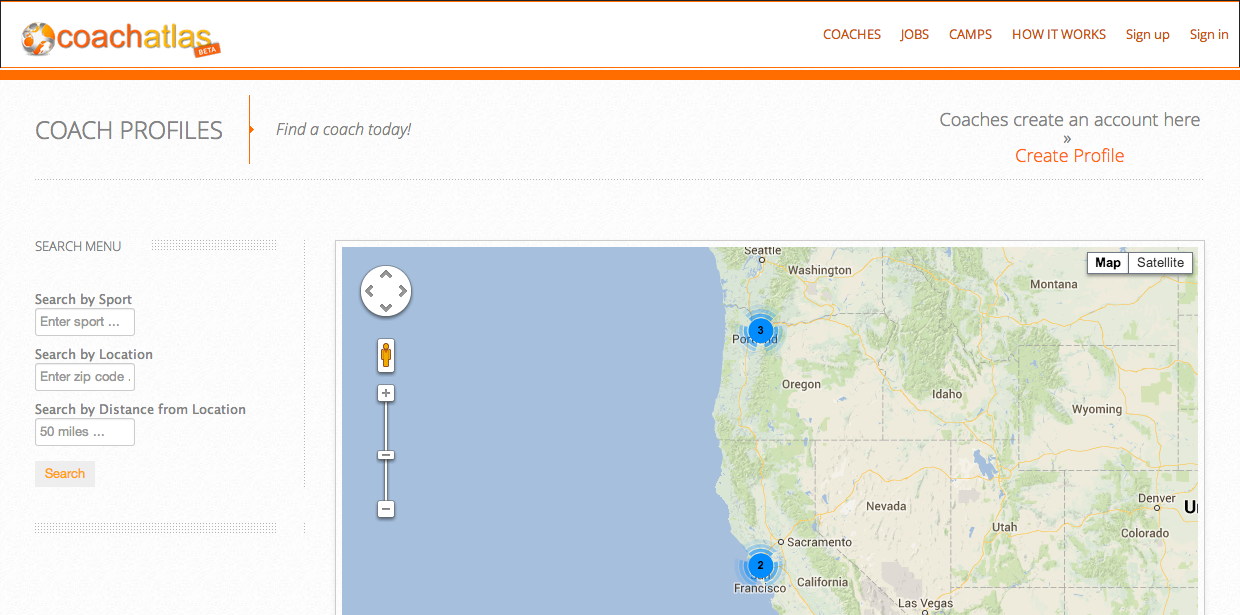 coachatlas
BETA
COACHES JOBS CAMPS HOW IT WORKS Sign up Sign in
COACH PROFILES
Find a coach today!
Coaches create an account here
»
Create Profile
SEARCH MENU
Search by Sport
Enter sport ...
Search by Location
Enter zip code .
Search by Distance from Location
50 miles ...
Search
Map Satellite
Seattle
Washington
Montana
3
Portland
Oregon
Idaho
Wyoming
Nevada
Denver
Utah
Colorado
Sacramento
2
San
Francisco
California
Las Vegas